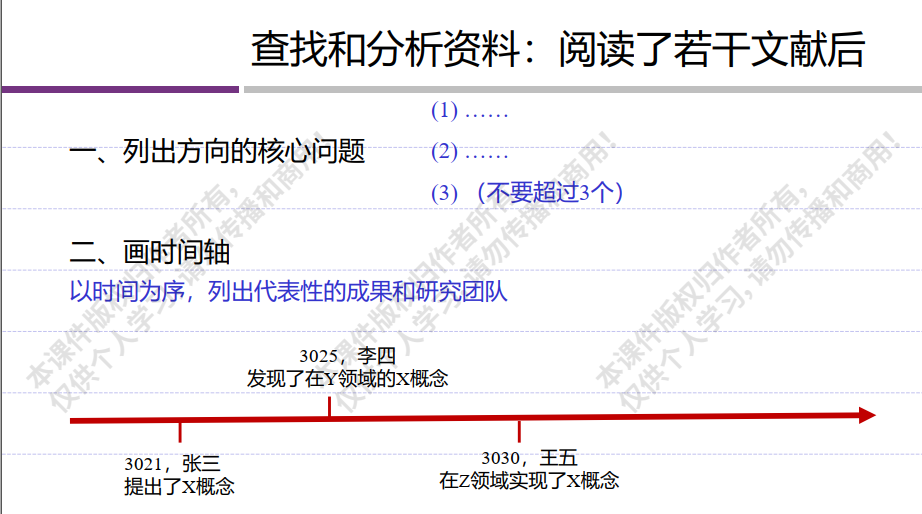 查找和分析资料：阅读了若干文献后
(1) ……
一、列出方向的核心问题
(2) ……
(3) （不要超过3个）
二、画时间轴
以时间为序，列出代表性的成果和研究团队
3025，李四
发现了在Y领域的X概念
3021，张三
提出了X概念
3030，王五
在Z领域实现了X概念
本课件版权归作者所有，
仅供个人学习,请勿传播和商用！
本课件版权归作者所有，
仅供个人学习,请勿传播和商用！
本课件版权归作者所有，
仅供个人学习,请勿传播和商用！